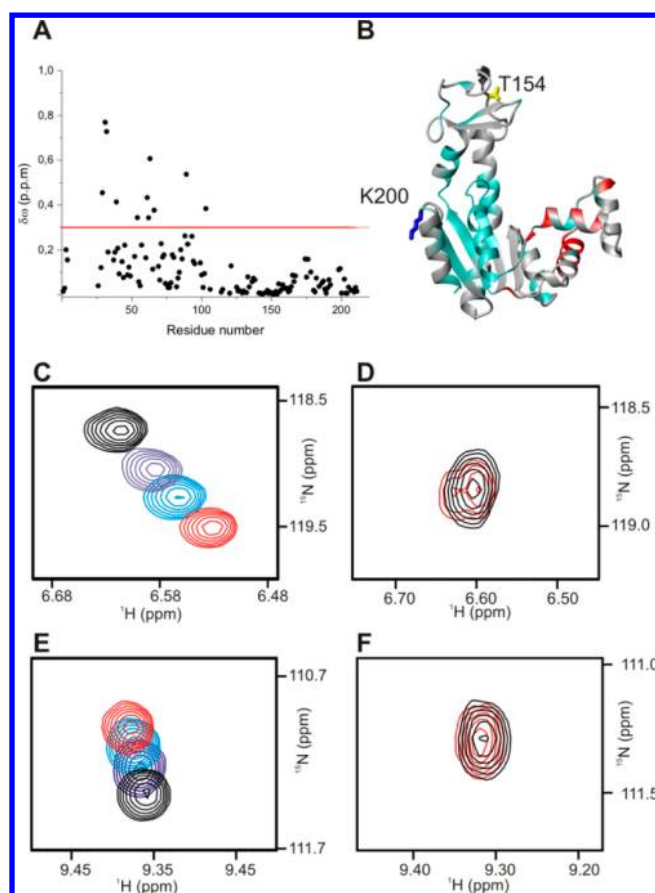 A
B
1,0
0,8
0,6
0,4
0,2
δω (p.p.m)
50
100
150
200
Residue number
T154
K200
C
D
118.5
119.5
¹⁵N (ppm)
6.68
6.58
6.48
¹H (ppm)
118.5
119.0
¹⁵N (ppm)
6.70
6.60
6.50
¹H (ppm)
E
F
110.7
111.7
¹⁵N (ppm)
9.45
9.35
9.45
¹H (ppm)
111.0
111.5
¹⁵N (ppm)
9.40
9.30
9.20
¹H (ppm)